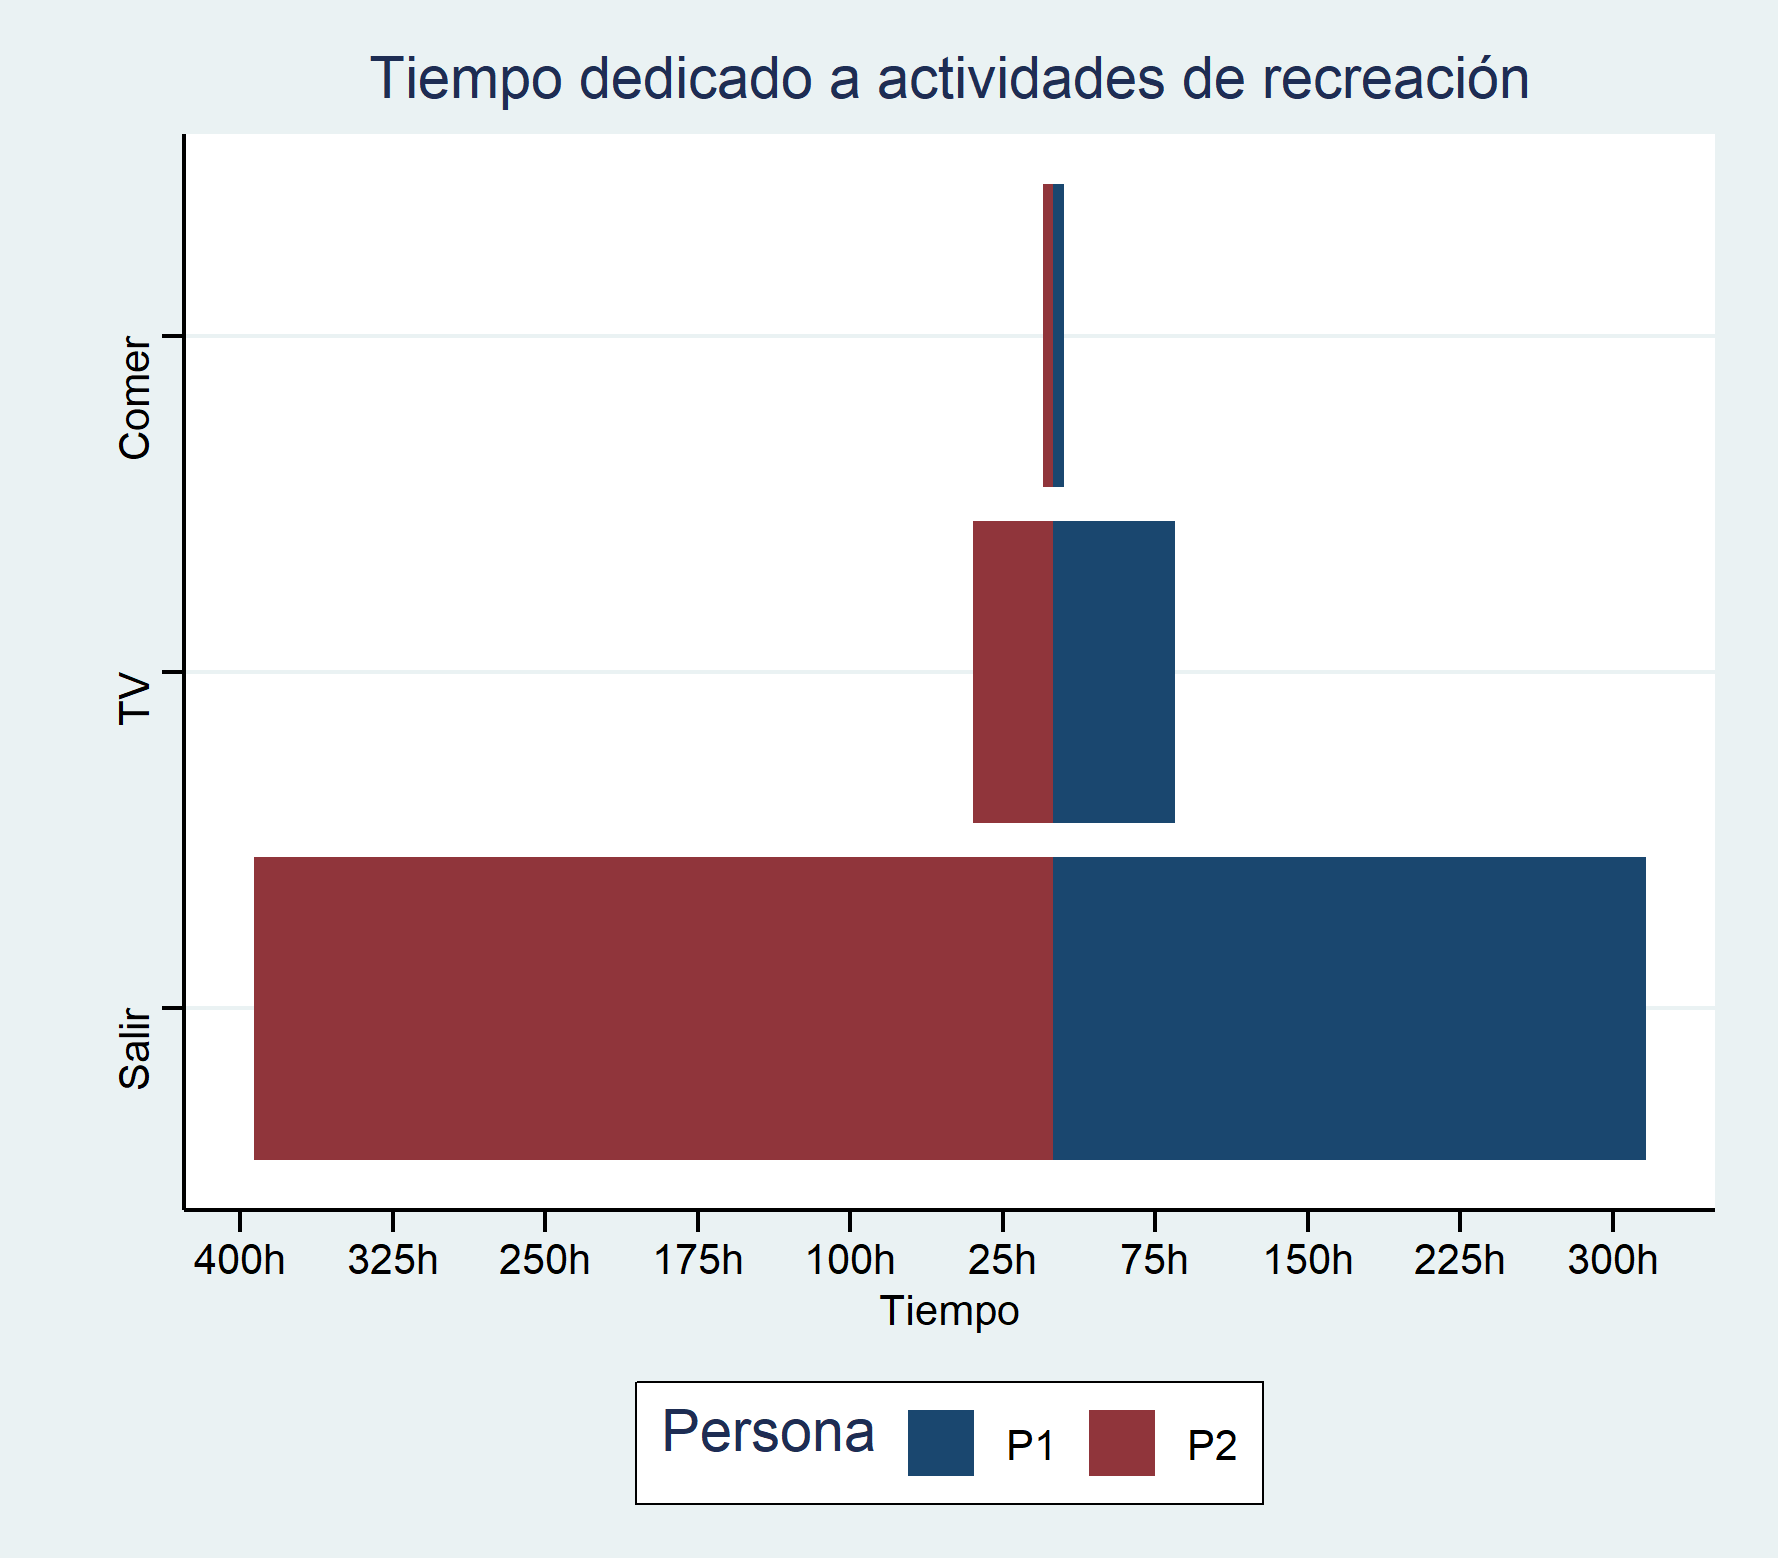 Tiempo dedicado a actividades de recreación
Comer
TV
Salir
400h 325h 250h 175h 100h 25h 75h 150h 225h 300h
Tiempo
Persona P1 P2